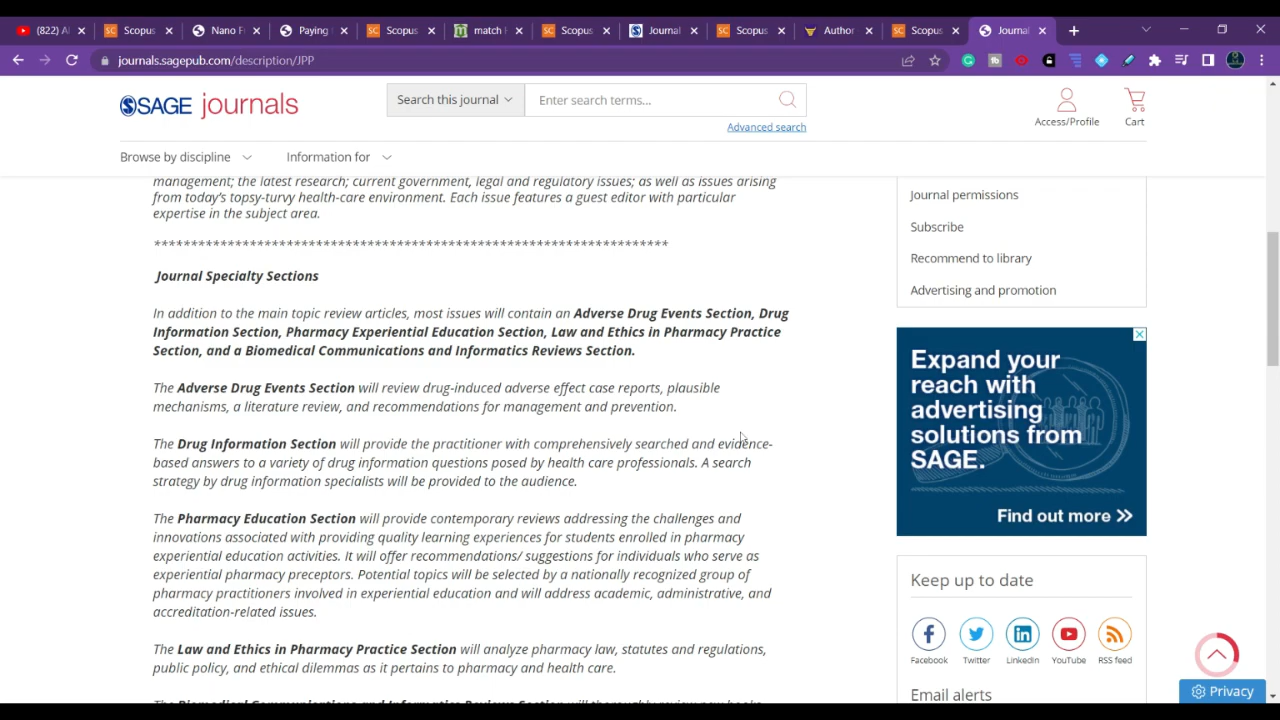 (822) Al
Scopus
Nano F
Paying
Scopus
match F
Scopus
Journal
Scopus
Author
Scopus
Journal
journals.sagepub.com/description/JPP
SAGE journals
Search this journal
Enter search terms...
Advanced search
Access/Profile
Cart
Browse by discipline
Information for
management; the latest research; current government, legal and regulatory issues; as well as issues arising
from today's topsy-turvy health-care environment. Each issue features a guest editor with particular
expertise in the subject area.
**********************************************************************
Journal Specialty Sections
In addition to the main topic review articles, most issues will contain an Adverse Drug Events Section, Drug
Information Section, Pharmacy Experiential Education Section, Law and Ethics in Pharmacy Practice
Section, and a Biomedical Communications and Informatics Reviews Section.
The Adverse Drug Events Section will review drug-induced adverse effect case reports, plausible
mechanisms, a literature review, and recommendations for management and prevention.
The Drug Information Section will provide the practitioner with comprehensively searched and evidence-
based answers to a variety of drug information questions posed by health care professionals. A search
strategy by drug information specialists will be provided to the audience.
The Pharmacy Education Section will provide contemporary reviews addressing the challenges and
innovations associated with providing quality learning experiences for students enrolled in pharmacy
experiential education activities. It will offer recommendations/ suggestions for individuals who serve as
experiential pharmacy preceptors. Potential topics will be selected by a nationally recognized group of
pharmacy practitioners involved in experiential education and will address academic, administrative, and
accreditation-related issues.
The Law and Ethics in Pharmacy Practice Section will analyze pharmacy law, statutes and regulations,
public policy, and ethical dilemmas as it pertains to pharmacy and health care.
The Biomedical Communications and Informatics Reviews Section will thoroughly review new books,
Journal permissions
Subscribe
Recommend to library
Advertising and promotion
Expand your
reach with
advertising
solutions from
SAGE.
Find out more >>
Keep up to date
Facebook
Twitter
LinkedIn
YouTube
RSS feed
Email alerts
Privacy